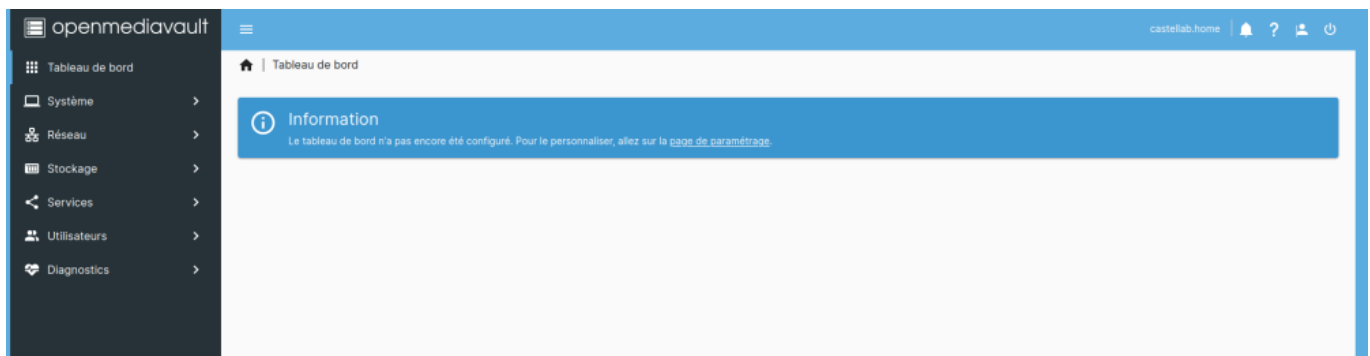 openmediavault
castellab.home
Tableau de bord
Tableau de bord
Système
Réseau
Stockage
Services
Utilisateurs
Diagnostics
Information
Le tableau de bord n'a pas encore été configuré. Pour le personnaliser, allez sur la page de paramétrage.